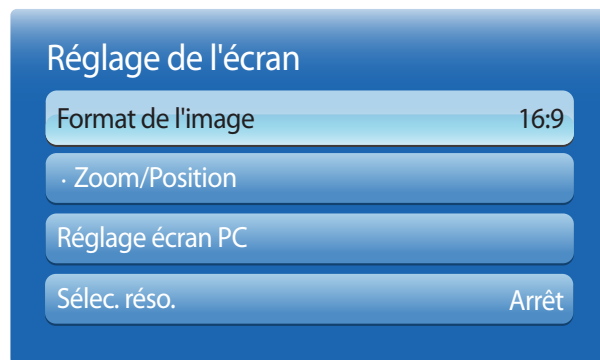 Réglage de l'écran
Format de l'image 16:9
· Zoom/Position
Réglage écran PC
Sélec. réso. Arrêt